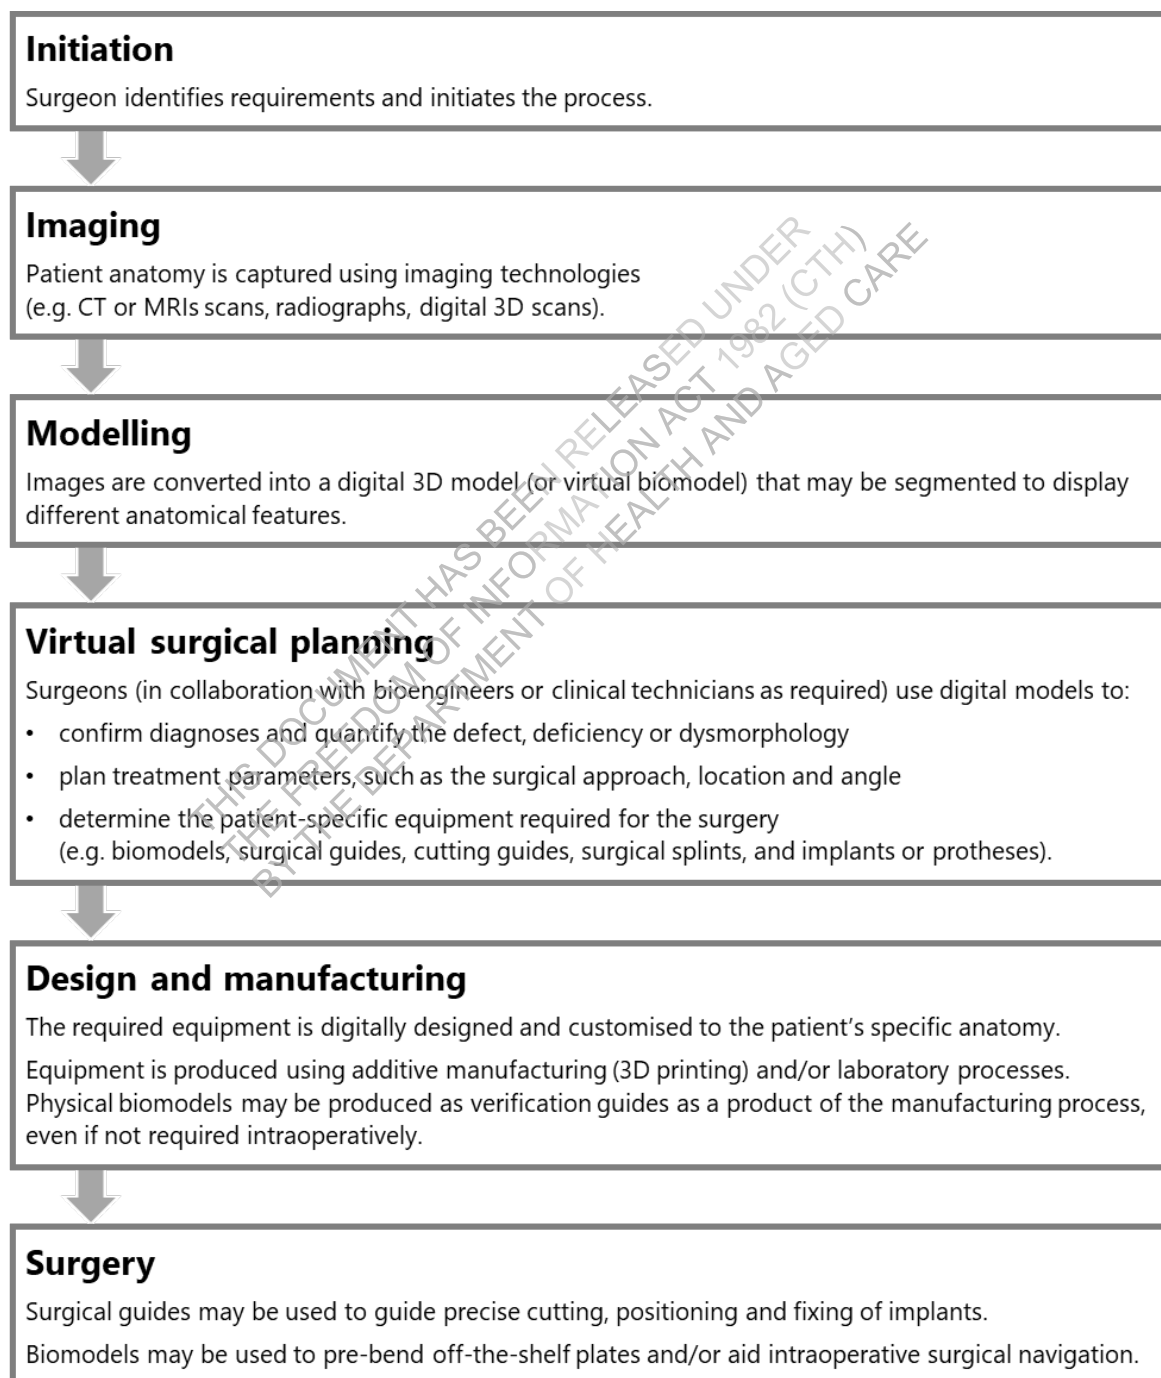 Initiation
Surgeon identifies requirements and initiates the process.
Imaging
Patient anatomy is captured using imaging technologies
(e.g. CT or MRIs scans, radiographs, digital 3D scans).
Modelling
Images are converted into a digital 3D model (or virtual biomodel) that may be segmented to display
different anatomical features.
Virtual surgical planning
Surgeons (in collaboration with bioengineers or clinical technicians as required) use digital models to:
• confirm diagnoses and quantify the defect, deficiency or dysmorphology
• plan treatment parameters, such as the surgical approach, location and angle
• determine the patient-specific equipment required for the surgery
(e.g. biomodels, surgical guides, cutting guides, surgical splints, and implants or protheses).
Design and manufacturing
The required equipment is digitally designed and customised to the patient's specific anatomy.
Equipment is produced using additive manufacturing (3D printing) and/or laboratory processes.
Physical biomodels may be produced as verification guides as a product of the manufacturing process,
even if not required intraoperatively.
Surgery
Surgical guides may be used to guide precise cutting, positioning and fixing of implants.
Biomodels may be used to pre-bend off-the-shelf plates and/or aid intraoperative surgical navigation.
THIS DOCUMENT HAS BEEN RELEASED UNDER
THE FREEDOM OF INFORMATION ACT 1982 (CTH)
BY THE DEPARTMENT OF HEALTH AND AGED CARE